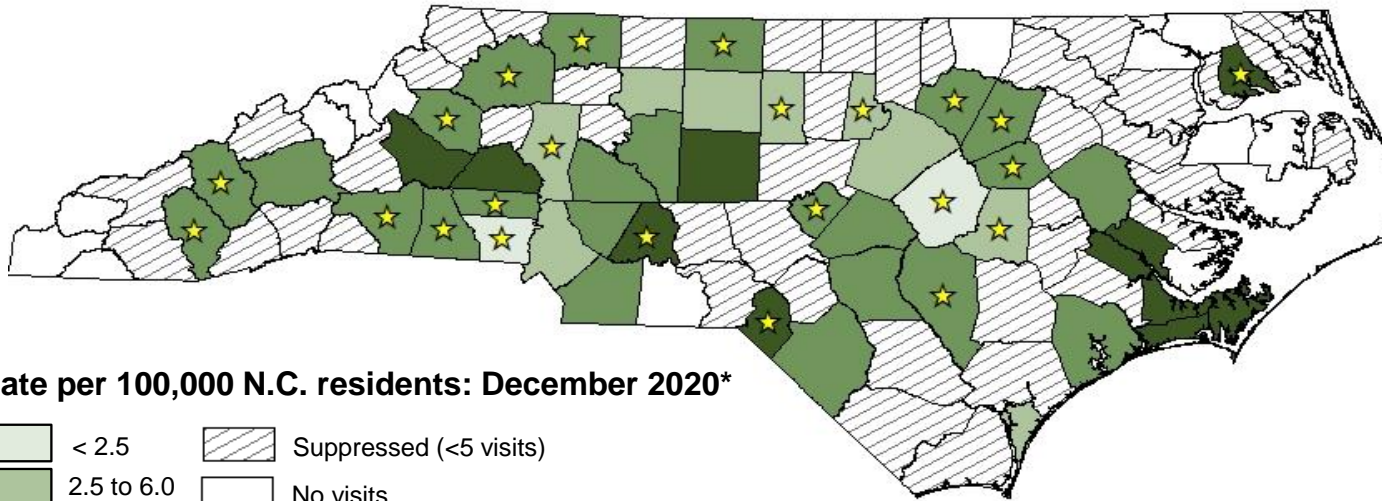 ate per 100,000 N.C. residents: December 2020*
< 2.5
Suppressed (<5 visits)
2.5 to 6.0
No visits